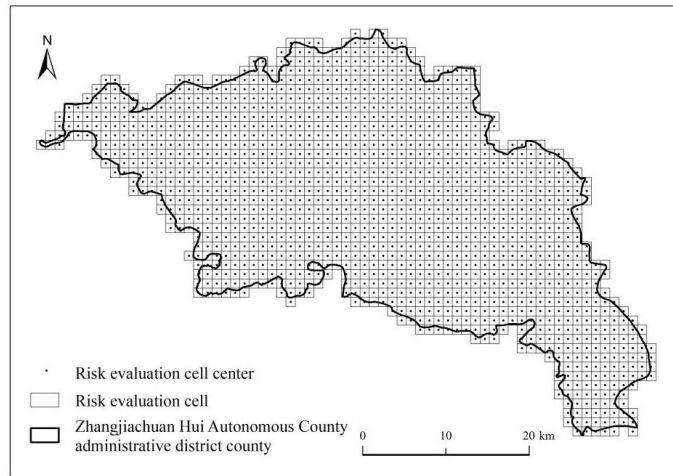 N
Risk evaluation cell center
Risk evaluation cell
Zhangjiachuan Hui Autonomous County
administrative district county
0 10 20 km